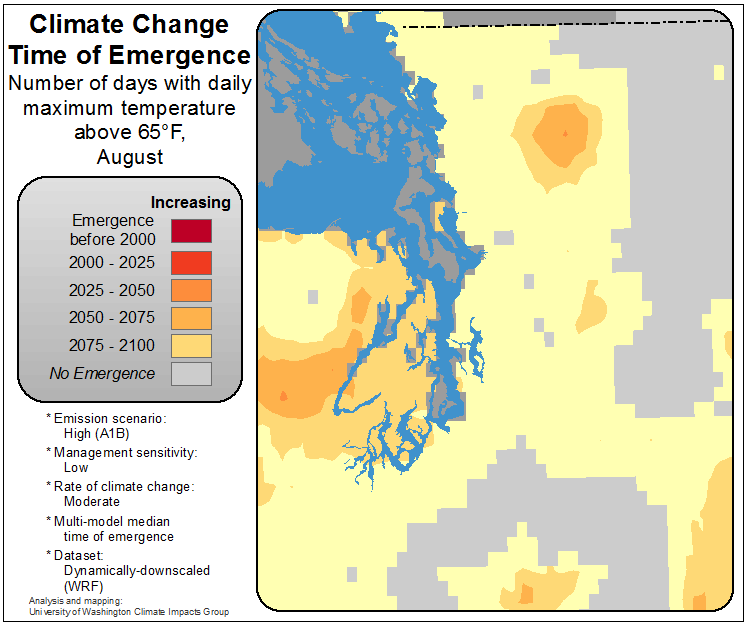 Climate Change
Time of Emergence
Number of days with daily
maximum temperature
above 65°F,
August
Increasing
Emergence
before 2000
2000 - 2025
2025 - 2050
2050 - 2075
2075 - 2100
No Emergence
* Emission scenario:
High (A1B)
* Management sensitivity:
Low
* Rate of climate change:
Moderate
* Multi-model median
time of emergence
* Dataset:
Dynamically-downscaled
(WRF)
Analysis and mapping:
University of Washington Climate Impacts Group